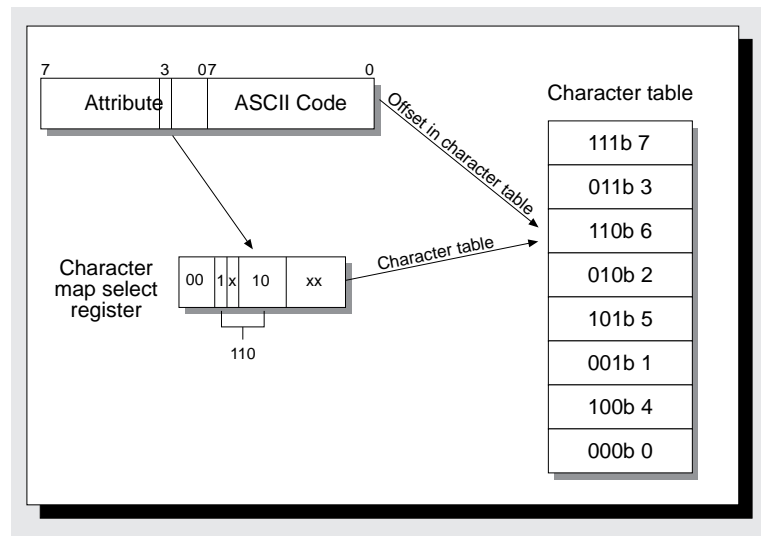 7 3 07 0
Attribute ASCII Code
Offset in character table
Character table
111b 7
011b 3
110b 6
010b 2
101b 5
001b 1
100b 4
000b 0
Character table
Character
map select
register
00 1 x 10 xx
110